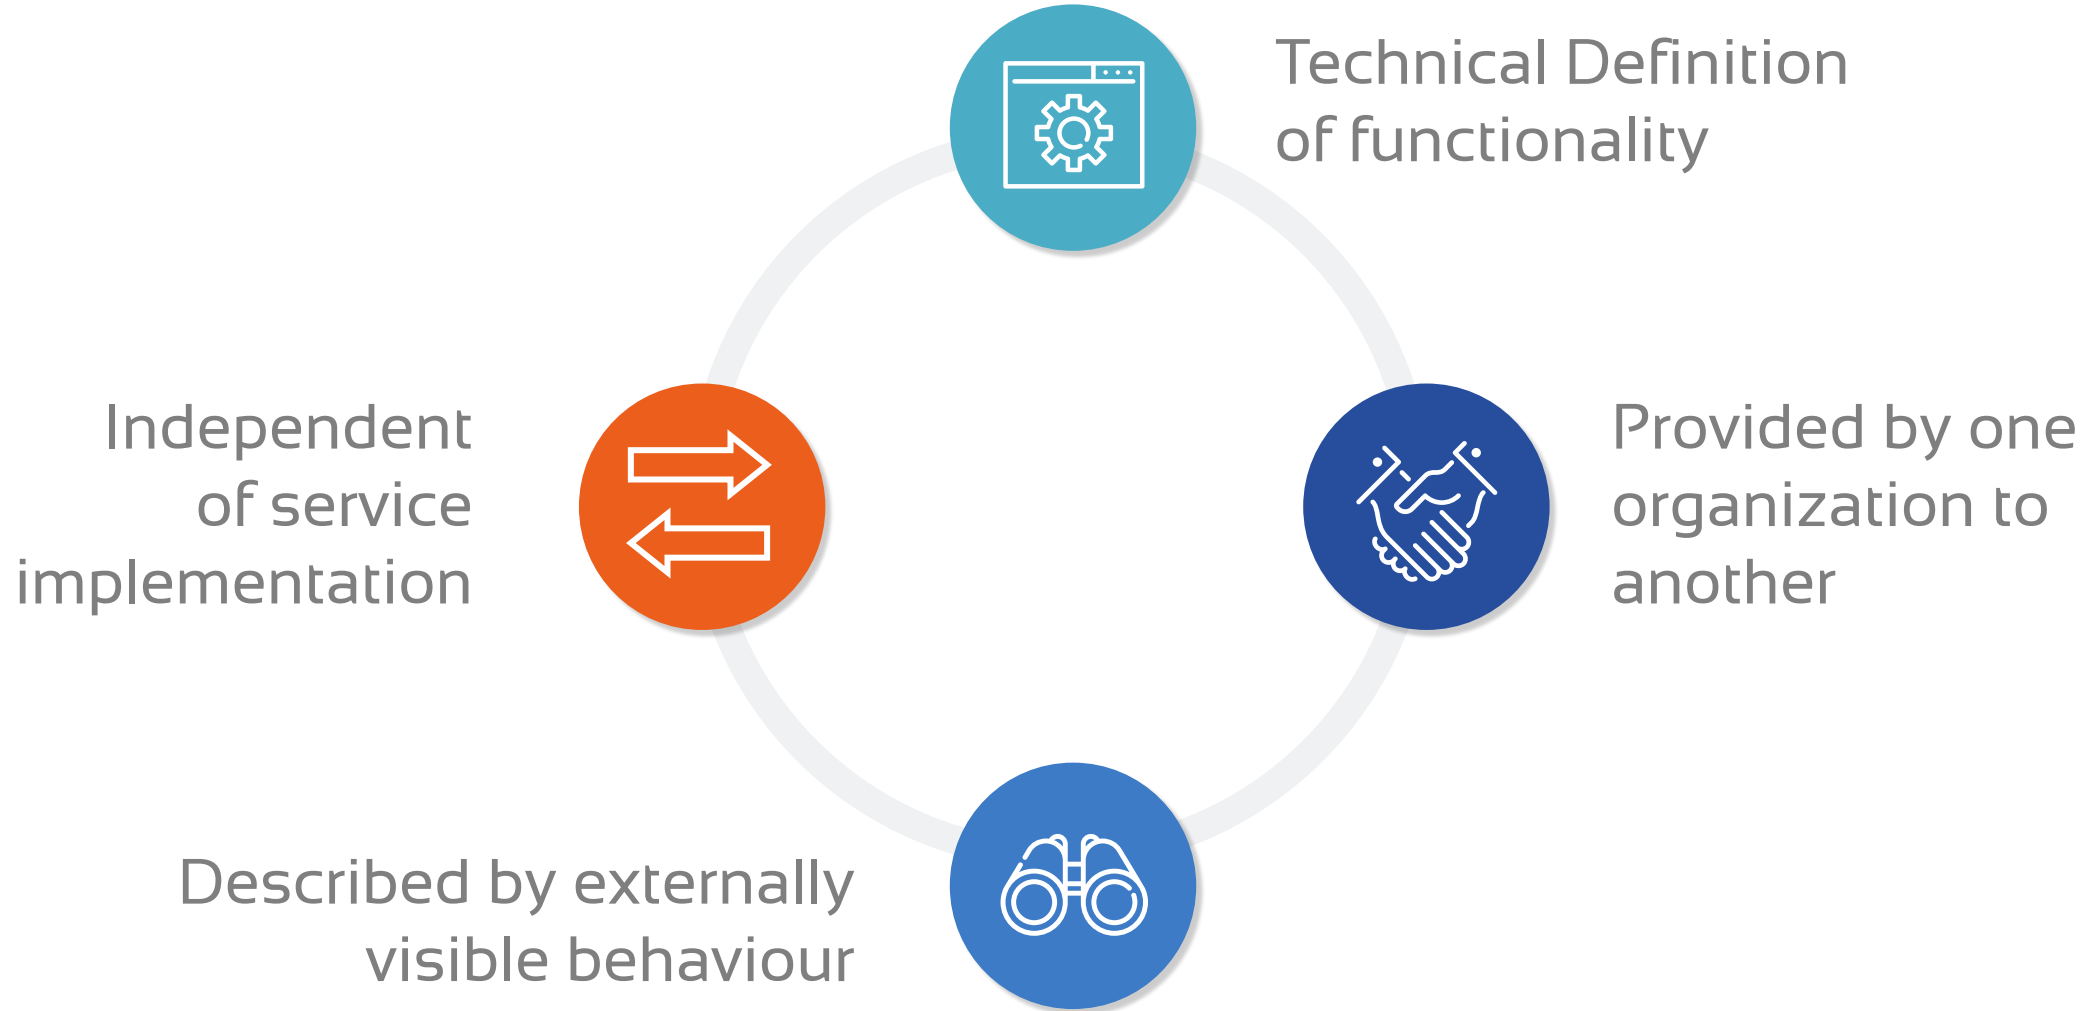 Technical Definition
of functionality
Provided by one
organization to
another
Described by externally
visible behaviour
Independent
of service
implementation